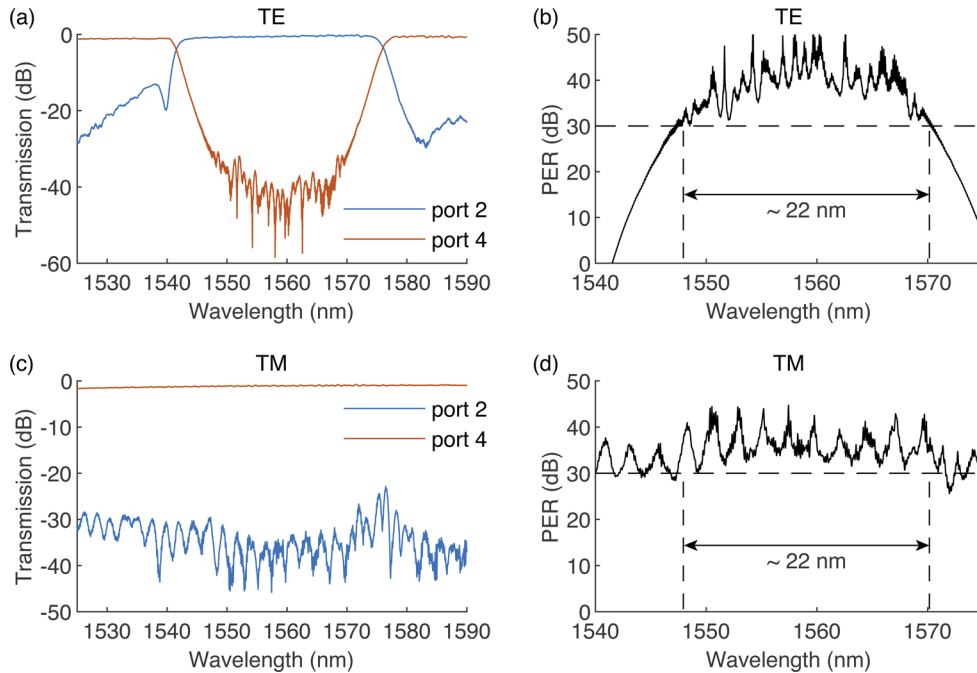 (a)
TE
Transmission (dB)
0
-20
-40
-60
port 2
port 4
1530 1540 1550 1560 1570 1580 1590
Wavelength (nm)
(b)
TE
PER (dB)
50
40
30
20
10
0
~ 22 nm
1540 1550 1560 1570
Wavelength (nm)
(c)
TM
Transmission (dB)
0
-10
-20
-30
-40
-50
port 2
port 4
1530 1540 1550 1560 1570 1580 1590
Wavelength (nm)
(d)
TM
PER (dB)
50
40
30
20
30
0
~ 22 nm
1540 1550 1560 1570
Wavelength (nm)